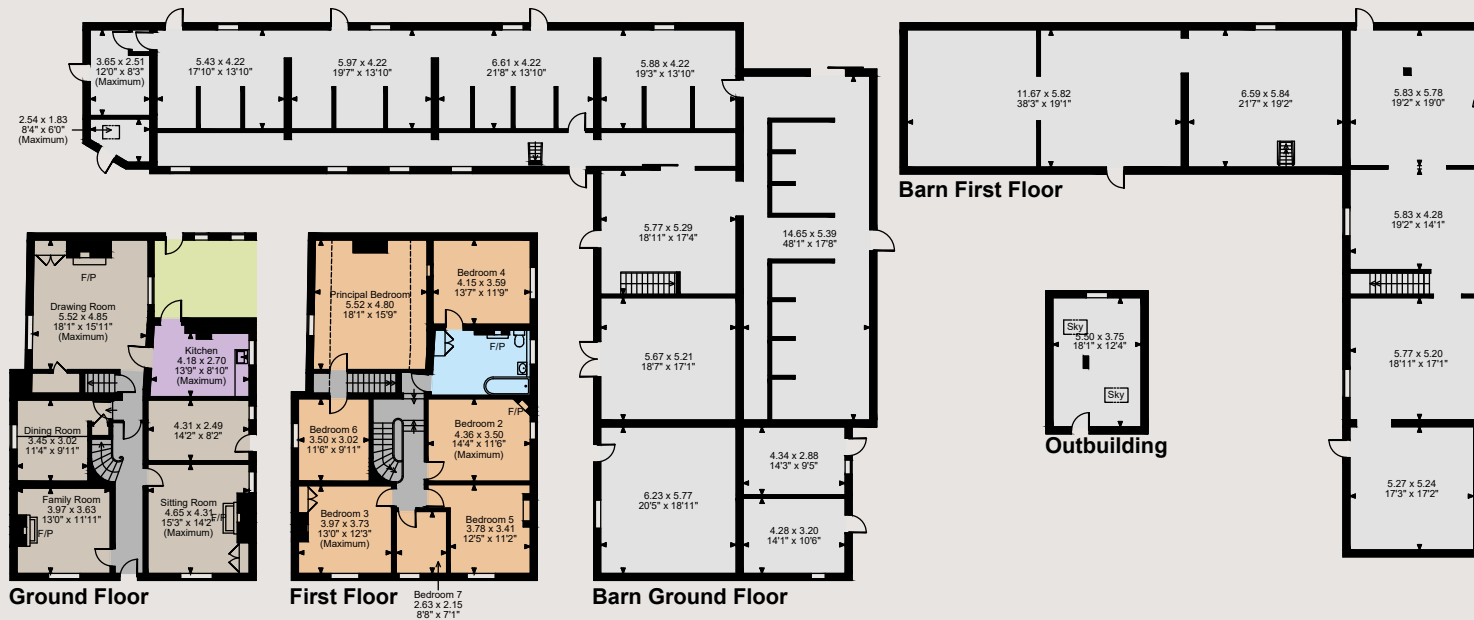 3.65 x 2.51
12'0" x 8'3"
(Maximum)
2.54 x 1.83
8'4" x 6'0"
(Maximum)
5.43 x 4.22
17'10" x 13'10"
5.97 x 4.22
19'7" x 13'10"
6.61 x 4.22
21'8" x 13'10"
5.88 x 4.22
19'3" x 13'10"
5.77 x 5.29
18'11" x 17'4"
14.65 x 5.39
48'1" x 17'8"
5.67 x 5.21
18'7" x 17'1"
6.23 x 5.77
20'5" x 18'11"
4.34 x 2.88
14'3" x 9'5"
4.28 x 3.20
14'1" x 10'6"
Barn Ground Floor
11.67 x 5.82
38'3" x 19'1"
6.59 x 5.84
21'7" x 19'2"
5.83 x 5.78
19'2" x 19'0"
Barn First Floor
5.83 x 4.28
19'2" x 14'1"
5.77 x 5.20
18'11" x 17'1"
5.27 x 5.24
17'3" x 17'2"
Sky
5.50 x 3.75
18'1" x 12'4"
Sky
Outbuilding
F/P
Drawing Room
5.52 x 4.85
18'1" x 15'11"
(Maximum)
Kitchen
4.18 x 2.70
13'9" x 8'10"
(Maximum)
Dining Room
3.45 x 3.02
11'4" x 9'11"
4.31 x 2.49
14'2" x 8'2"
Family Room
3.97 x 3.63
13'0" x 11'11"
F/P
Sitting Room
4.65 x 4.31
15'3" x 14'2"
(Maximum)
F/P
Ground Floor
Principal Bedroom
5.52 x 4.80
18'1" x 15'9"
Bedroom 4
4.15 x 3.59
13'7" x 11'9"
F/P
F/P
Bedroom 6
3.50 x 3.02
11'6" x 9'11"
Bedroom 2
4.36 x 3.50
14'4" x 11'6"
(Maximum)
Bedroom 3
3.97 x 3.73
13'0" x 12'3"
(Maximum)
Bedroom 5
3.78 x 3.41
12'5" x 11'2"
First Floor
Bedroom 7
2.63 x 2.15
8'8" x 7'1"